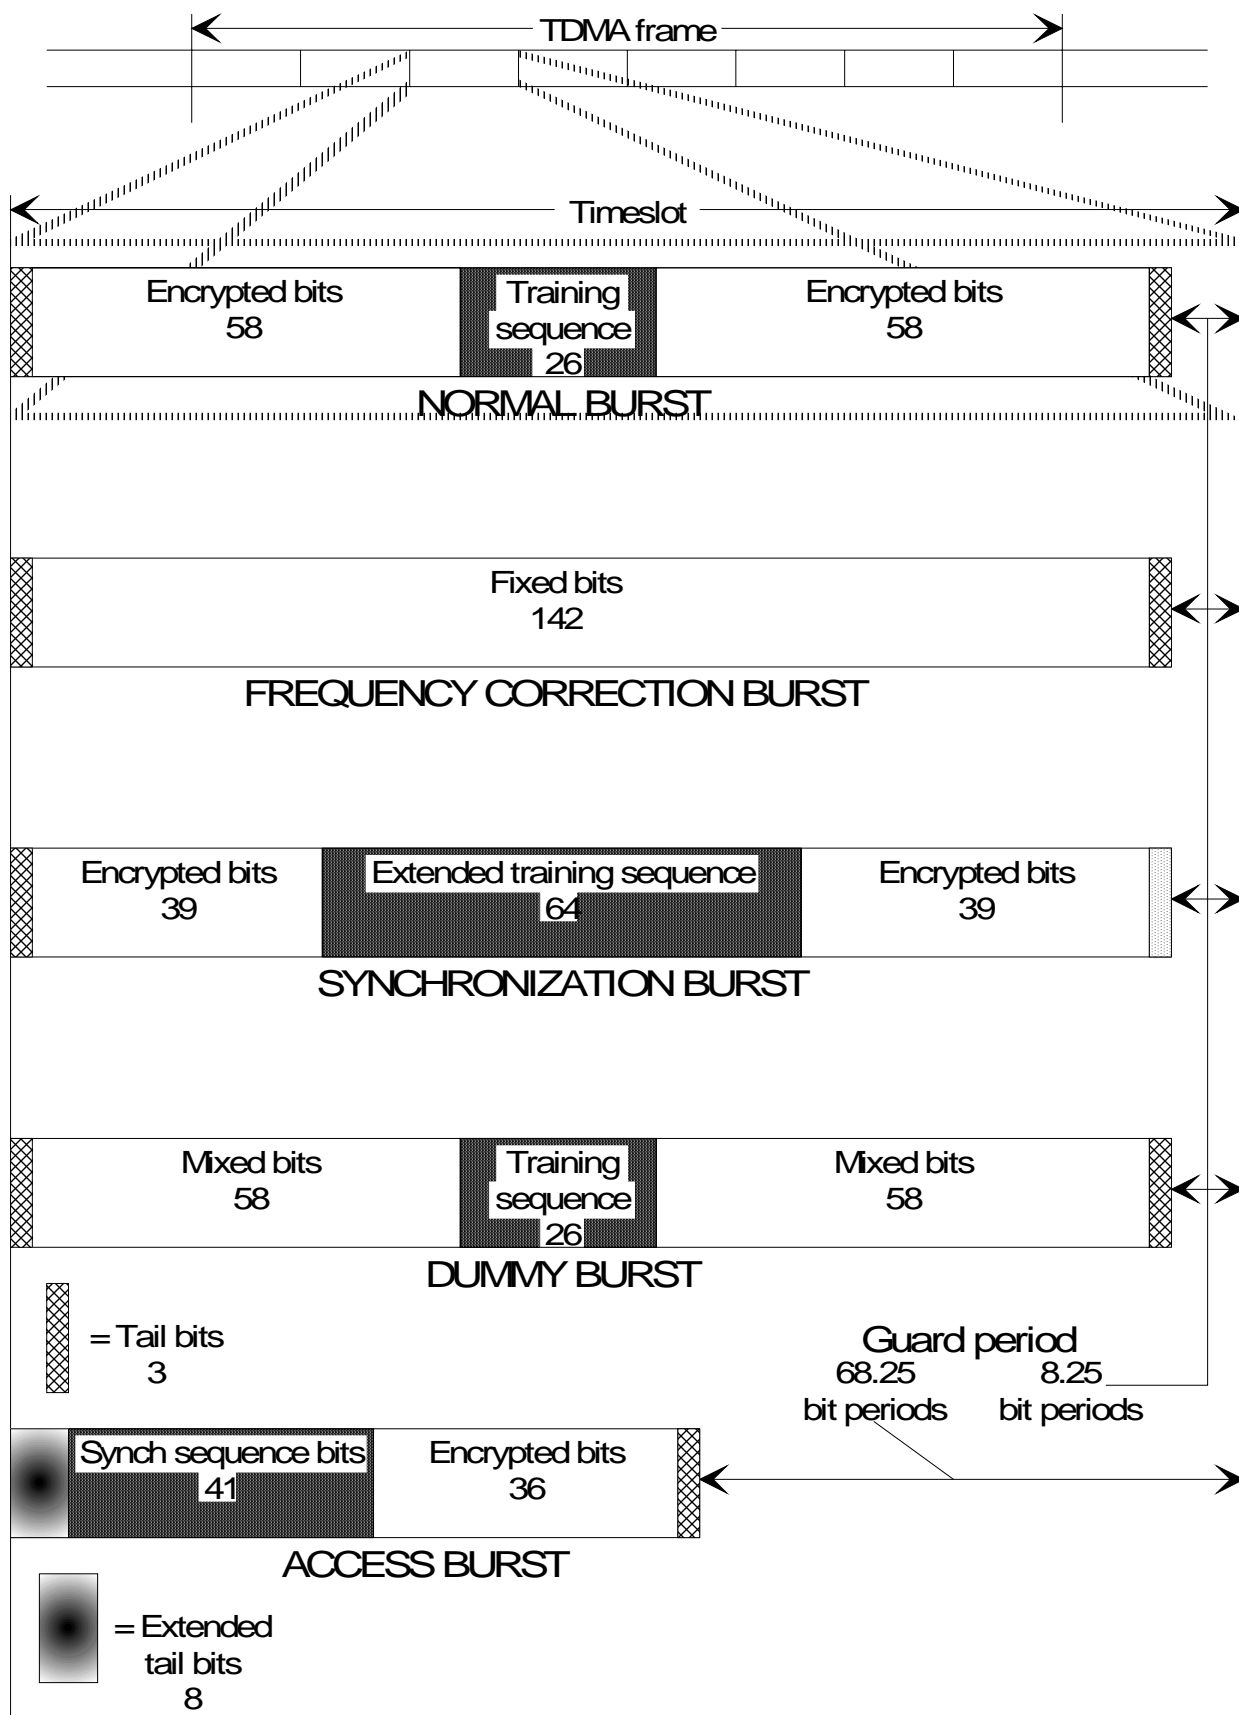 TDMA frame
Timeslot
Encrypted bits
58
Training
sequence
26
Encrypted bits
58
NORMAL BURST
Fixed bits
142
FREQUENCY CORRECTION BURST
Encrypted bits
39
Extended training sequence
64
Encrypted bits
39
SYNCHRONIZATION BURST
Mixed bits
58
Training
sequence
26
Mixed bits
58
DUMMY BURST
= Tail bits
3
Guard period
68.25
bit periods
8.25
bit periods
Synch sequence bits
41
Encrypted bits
36
ACCESS BURST
= Extended
tail bits
8